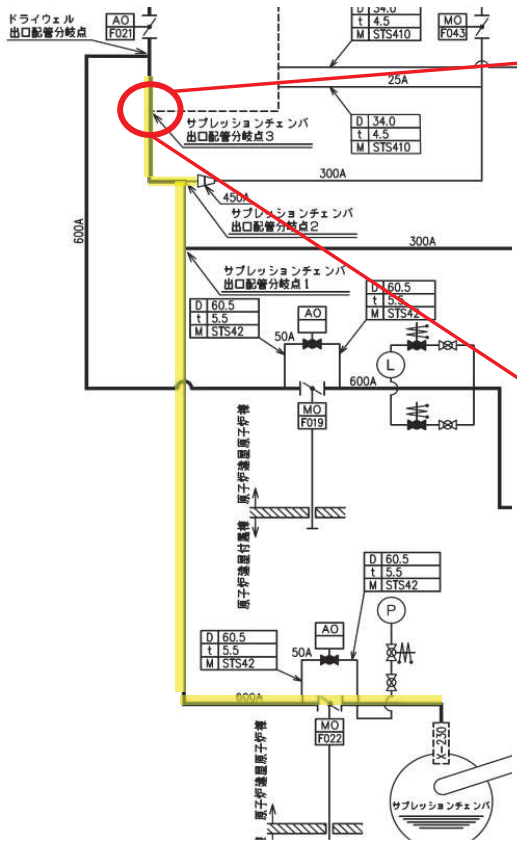 ドライウェル
出口配管分岐点
AO
F021
D 34.0
t 4.5
M STS410
MO
F043
25A
サプレッションチェンバ
出口配管分岐点3
D 34.0
t 4.5
M STS410
300A
450A
サプレッションチェンバ
出口配管分岐点2
600A
300A
サプレッションチェンバ
出口配管分岐点1
D 60.5
t 5.5
M STS42
AO
D 60.5
t 5.5
M STS42
50A
L
600A
MO
F019
原子炉建屋原子炉棟
原子炉建屋付属棟
D 60.5
t 5.5
M STS42
P
AO
D 60.5
t 5.5
M STS42
50A
600A
MO
F022
X-230
原子炉建屋原子炉棟
サプレッションチェンバ